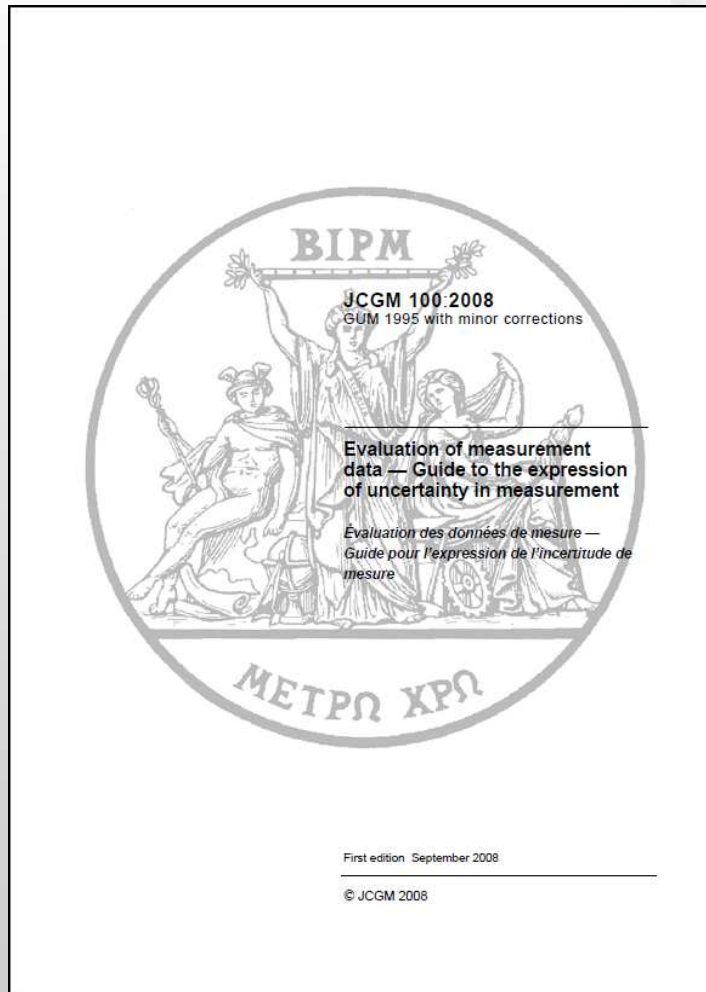 BIPM
JCGM 100:2008
GUM 1995 with minor corrections
Evaluation of measurement
data — Guide to the expression
of uncertainty in measurement
Évaluation des données de mesure —
Guide pour l'expression de l'incertitude de
mesure
ΜΕΤΡΩ ΧΡΩ
First edition September 2008
© JCGM 2008